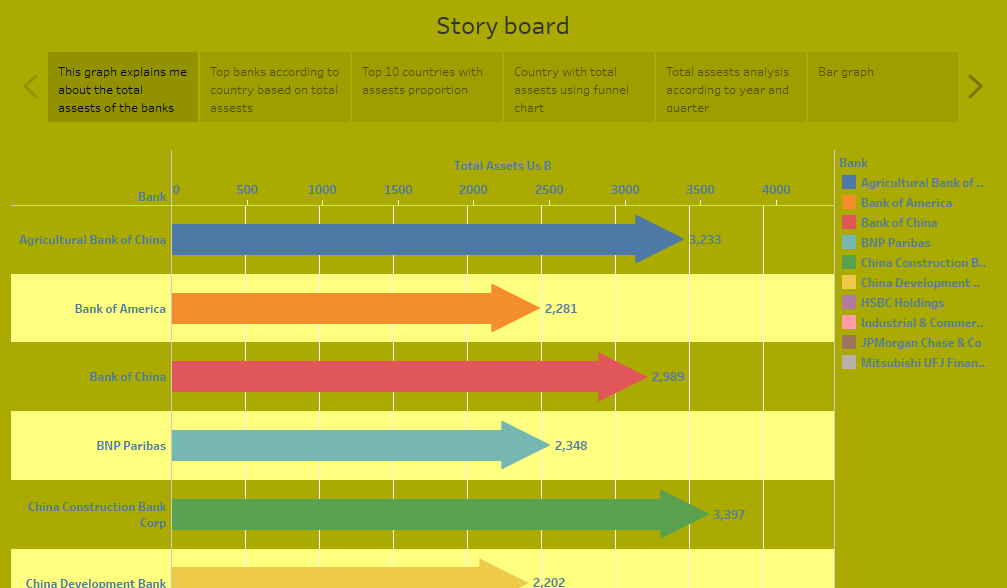 Story board
This graph explains me
about the total
assests of the banks
Top banks according to
country based on total
assests
Top 10 countries with
assests proportion
Country with total
assests using funnel
chart
Total assests analysis
according to year and
quarter
Bar graph
Total Assets Us B
Bank
0 500 1000 1500 2000 2500 3000 3500 4000
Agricultural Bank of China 3,233
Bank of America 2,281
Bank of China 2,989
BNP Paribas 2,348
China Construction Bank
Corp 3,397
China Development Bank 2,202
Bank
Agricultural Bank of ..
Bank of America
Bank of China
BNP Paribas
China Construction B..
China Development ..
HSBC Holdings
Industrial & Commer..
JPMorgan Chase & Co
Mitsubishi UFJ Finan..